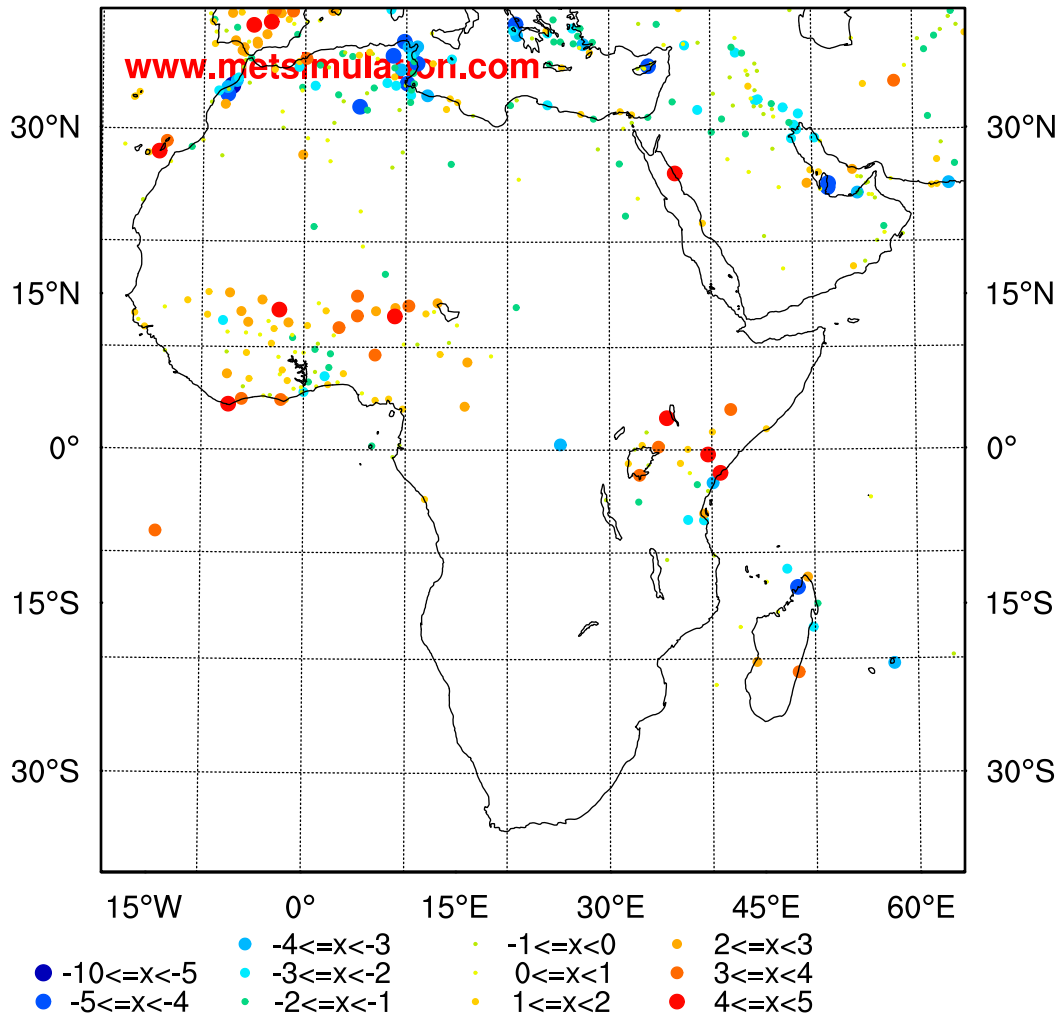 www.metsimulation.com
30°N 30°N
15°N 15°N
0° 0°
15°S 15°S
30°S 30°S
15°W 0° 15°E 30°E 45°E 60°E
-4<=x<-3 -1<=x<0 2<=x<3
-10<=x<-5 -3<=x<-2 0<=x<1 3<=x<4
-5<=x<-4 -2<=x<-1 1<=x<2 4<=x<5